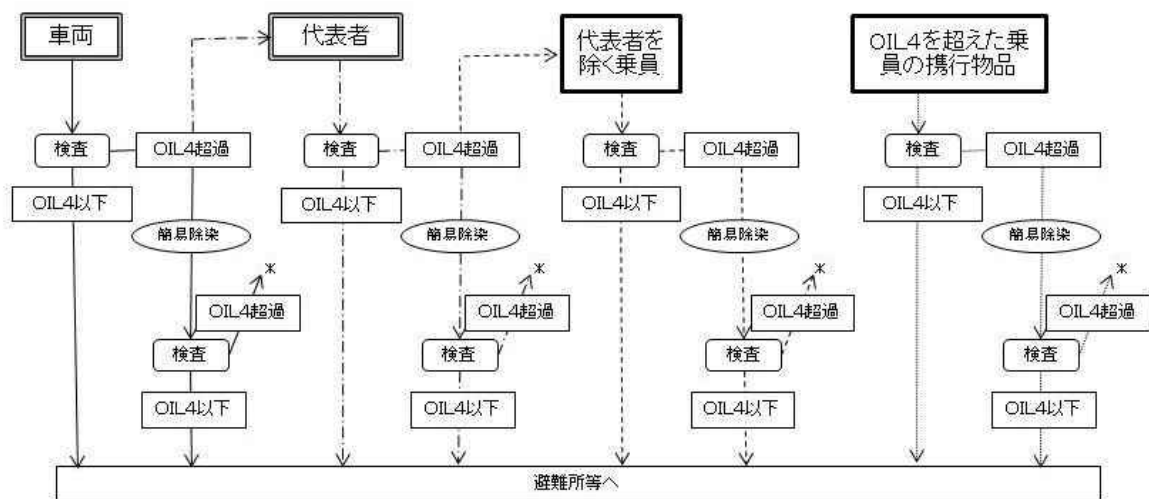 車両
代表者
代表者を
除く乗員
OIL4を超えた乗
員の携行物品
検査
OIL4超過
検査
OIL4超過
検査
OIL4超過
検査
OIL4超過
OIL4以下
OIL4以下
OIL4以下
OIL4以下
簡易除染
簡易除染
簡易除染
簡易除染
*
*
*
*
OIL4超過
OIL4超過
OIL4超過
OIL4超過
検査
検査
検査
検査
OIL4以下
OIL4以下
OIL4以下
OIL4以下
避難所等へ